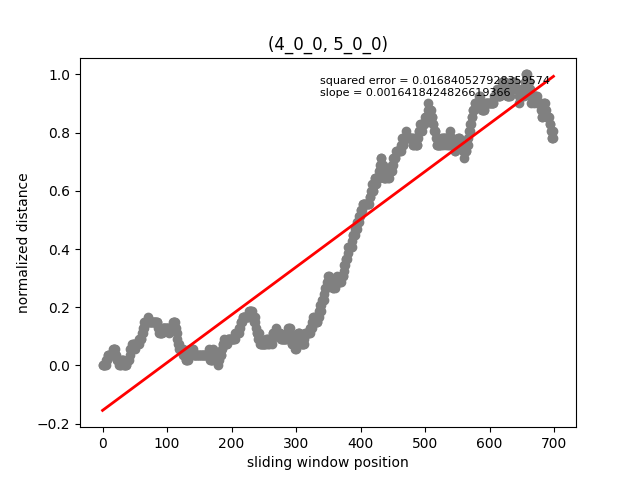 (4_0_0, 5_0_0)
squared error = 0.016840527928359574
slope = 0.0016418424826619366
1.0
0.8
0.6
0.4
0.2
0.0
−0.2
normalized distance
0 100 200 300 400 500 600 700
sliding window position